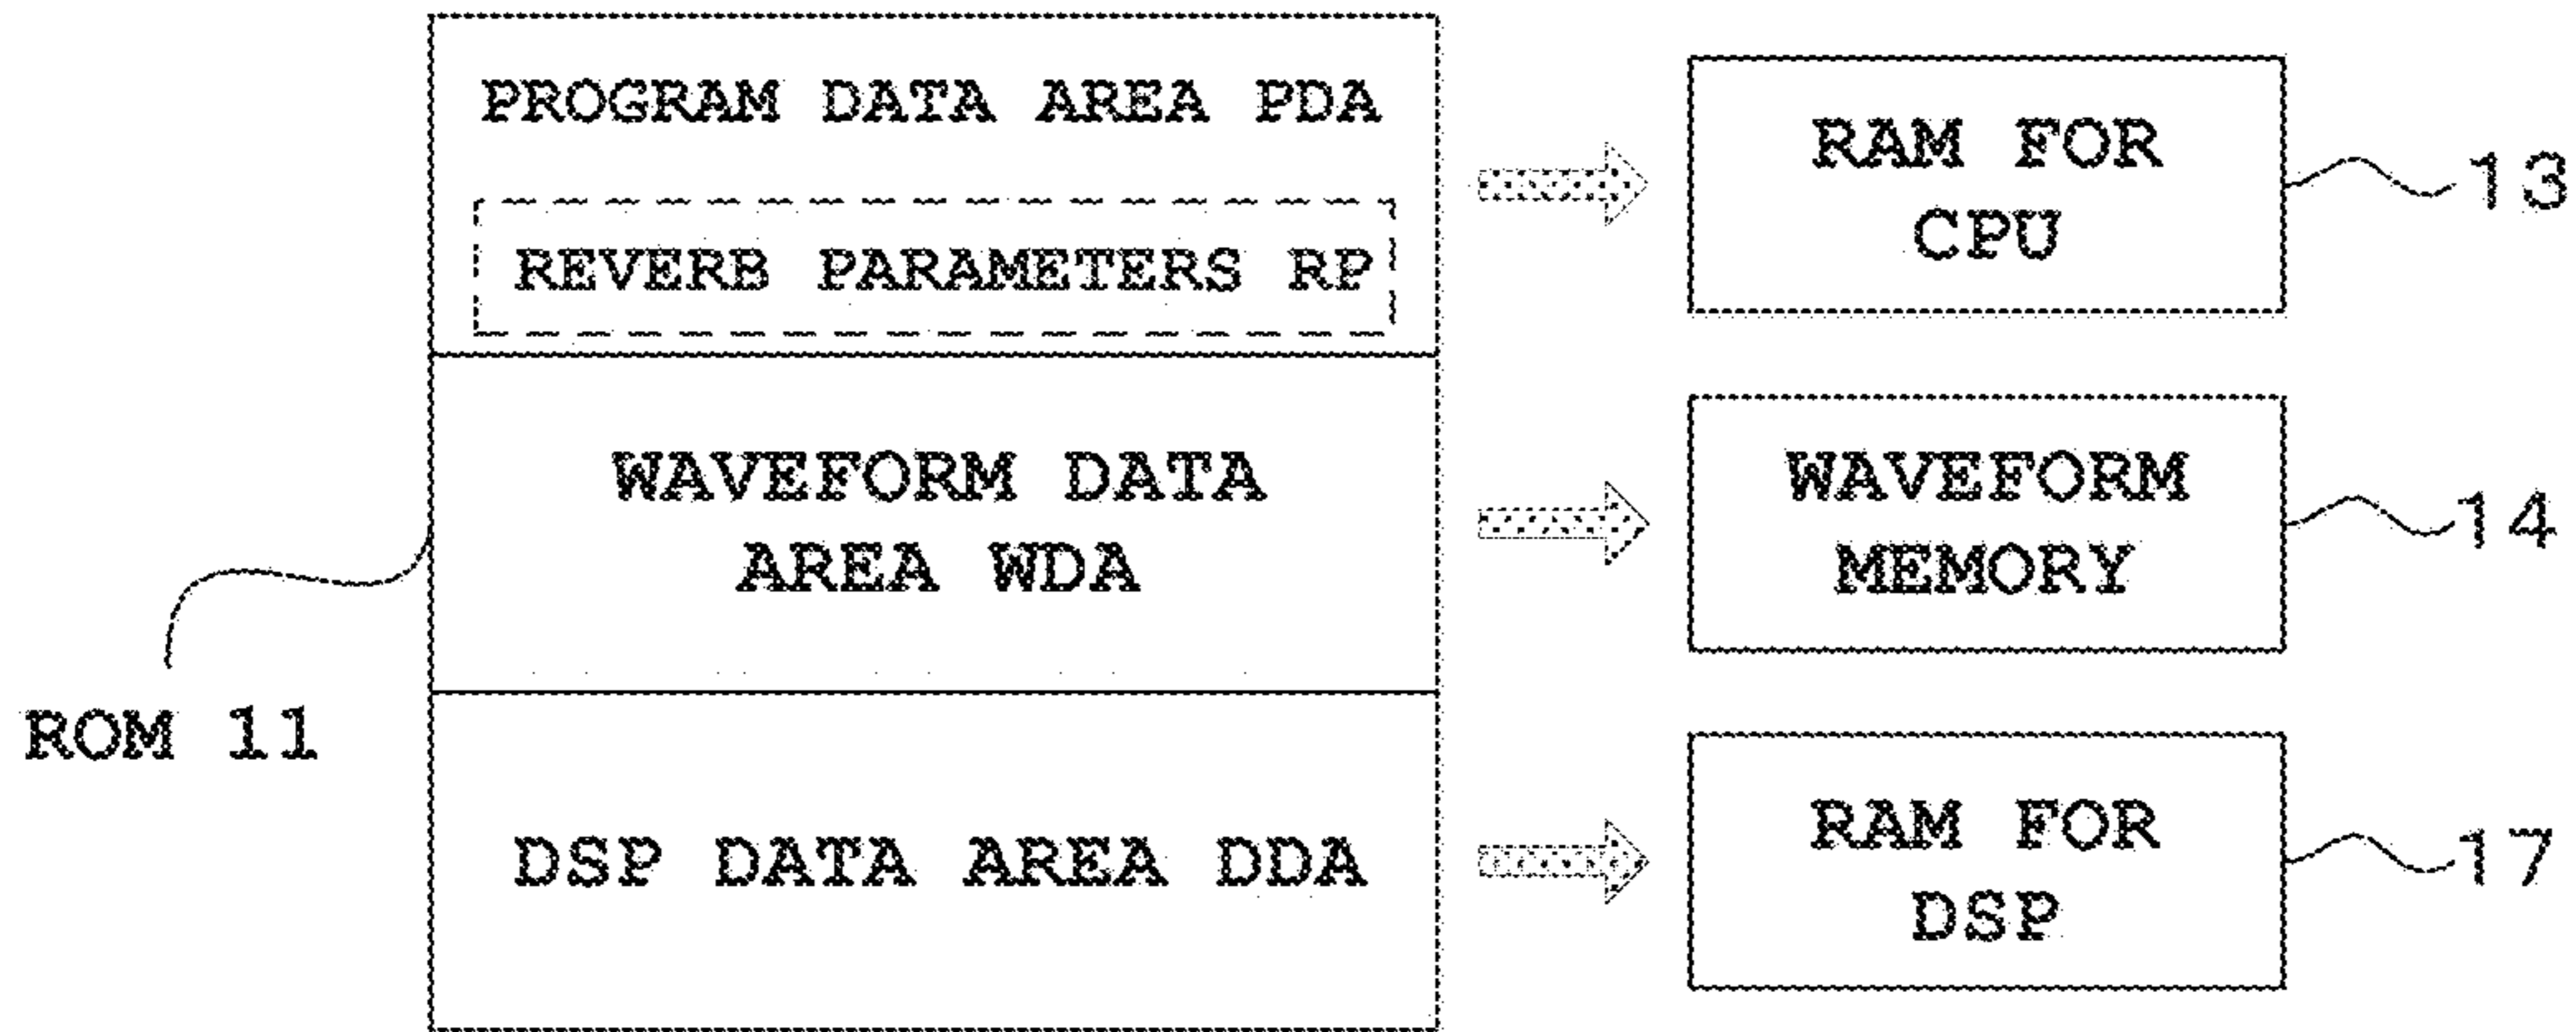 PROGRAM DATA AREA PDA
REVERB PARAMETERS RP
RAM FOR
CPU
13
WAVEFORM DATA
AREA WDA
WAVEFORM
MEMORY
14
ROM 11
DSP DATA AREA DDA
RAM FOR
DSP
17